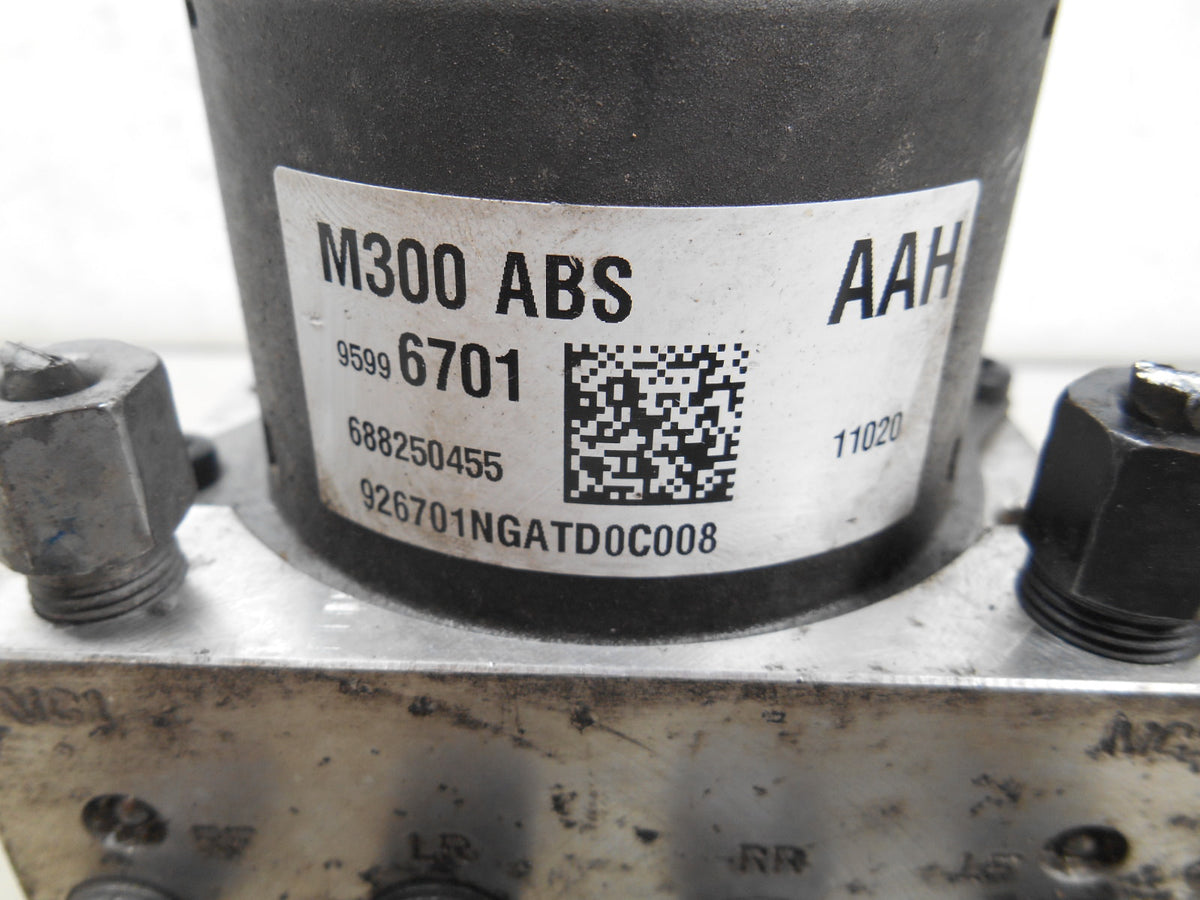 M300 ABS
AAH
9599 6701
688250455
11020
926701NGATD0C008
LR
RR